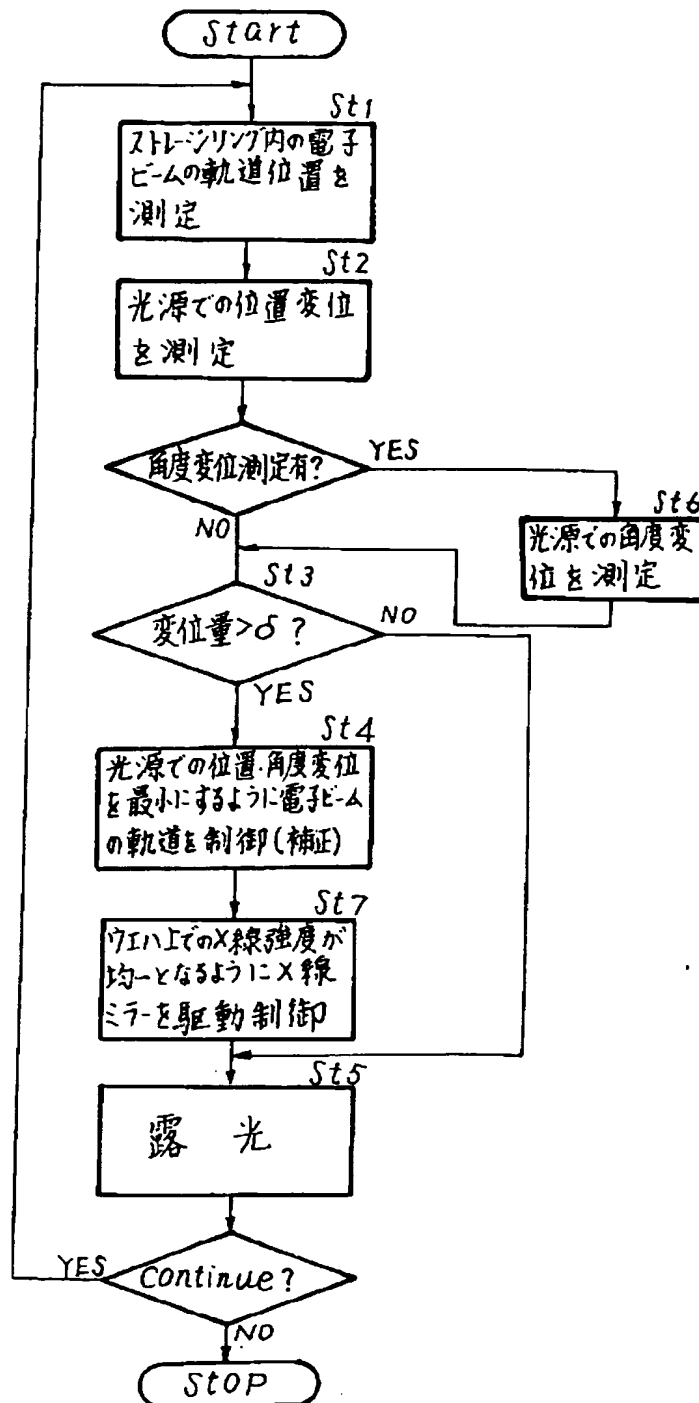 Start
St1
ストレージリング内の電子
ビームの軌道位置を
測定
St2
光源での位置変位
を測定
角度変位測定有?
YES
NO
St6
光源での角度変
位を測定
St3
変位量>δ?
NO
YES
St4
光源での位置・角度変位
を最小にするように電子ビーム
の軌道を制御(補正)
St7
ウエハ上でのX線強度が
均一となるようにX線
ミラーを駆動制御
St5
露 光
YES
Continue?
NO
STOP